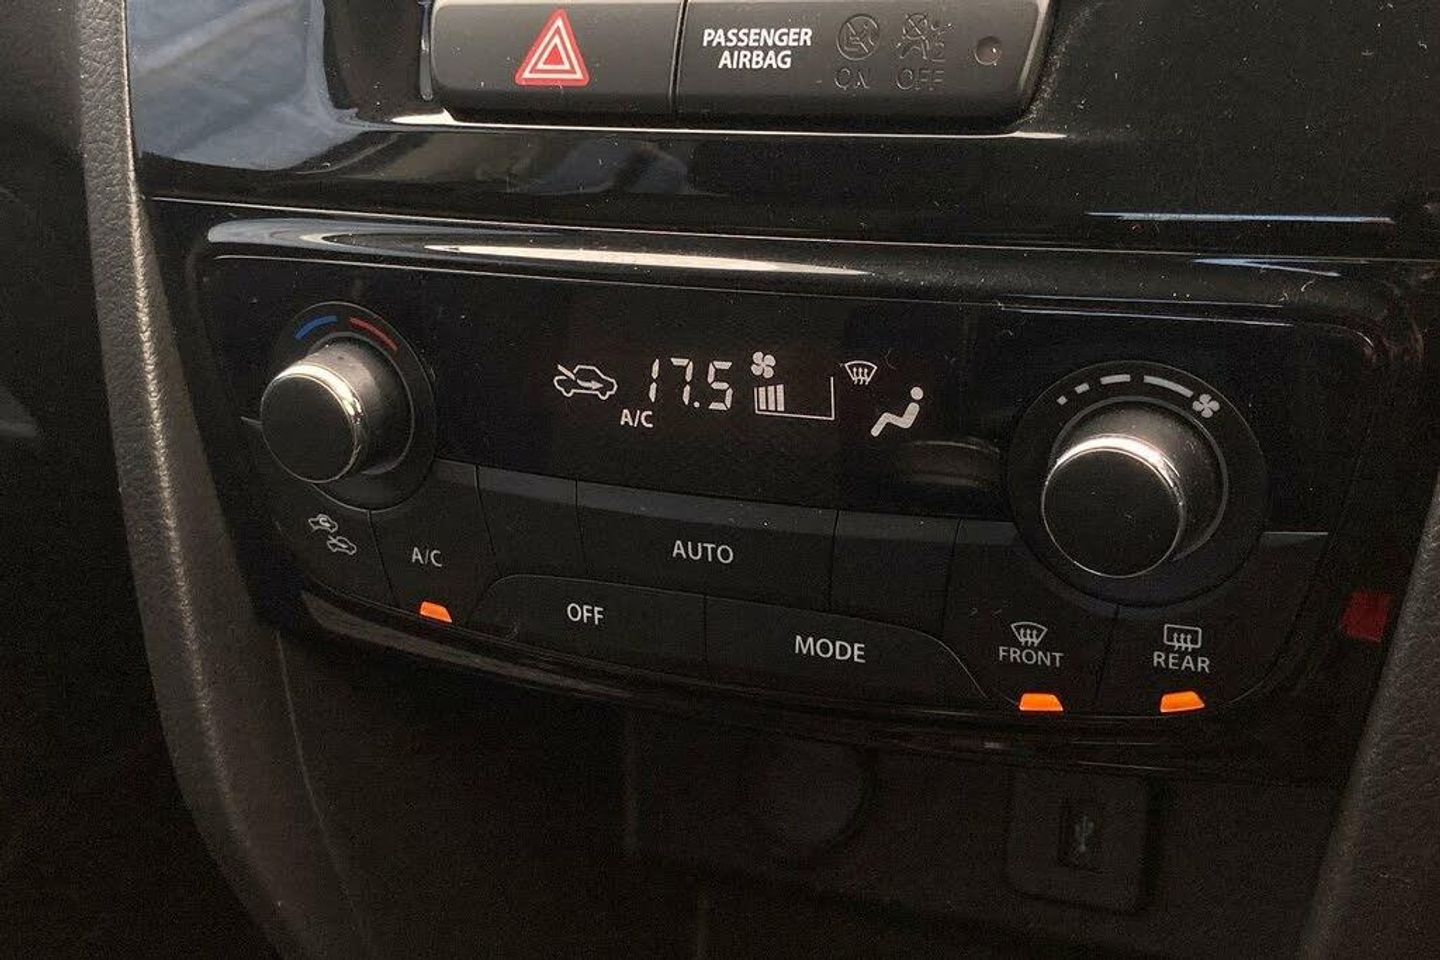 PASSENGER
AIRBAG
ON OFF
17.5
A/C
A/C
AUTO
OFF
MODE
FRONT
REAR